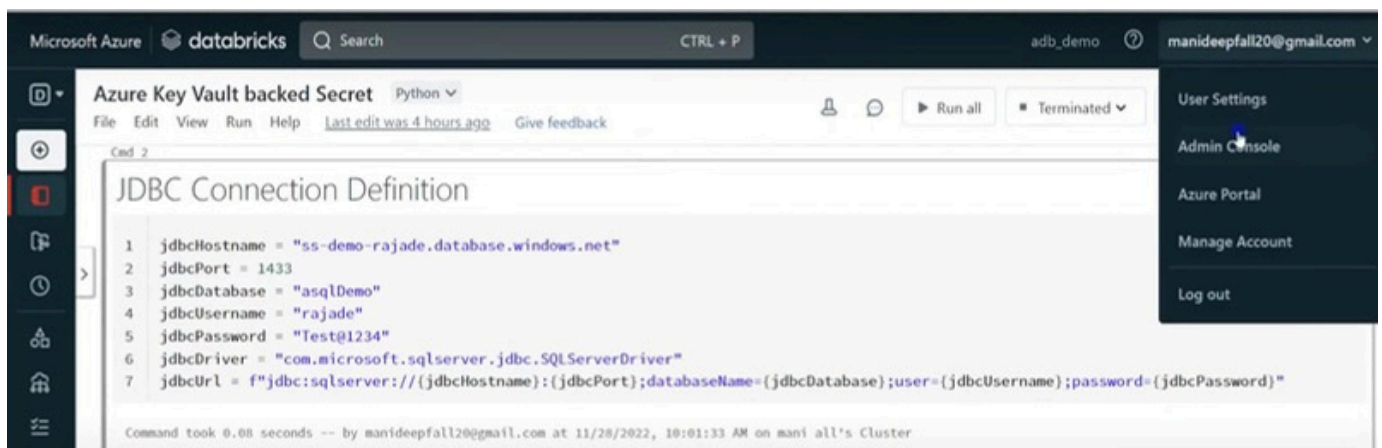 Microsoft Azure databricks Search CTRL + P adb_demo ? manideepfall20@gmail.com
D Azure Key Vault backed Secret Python
File Edit View Run Help Last edit was 4 hours ago Give feedback
Run all Terminated
User Settings
Admin Console
Azure Portal
Manage Account
Log out
Cmd 2
JDBC Connection Definition
1 jdbcHostname = "ss-demo-rajade.database.windows.net"
2 jdbcPort = 1433
3 jdbcDatabase = "asqlDemo"
4 jdbcUsername = "rajade"
5 jdbcPassword = "Test@1234"
6 jdbcDriver = "com.microsoft.sqlserver.jdbc.SQLServerDriver"
7 jdbcUrl = f"jdbc:sqlserver://{jdbcHostname}:{jdbcPort};databaseName={jdbcDatabase};user={jdbcUsername};password={jdbcPassword}"
Command took 0.08 seconds -- by manideepfall20@gmail.com at 11/28/2022, 10:01:33 AM on mani all's Cluster